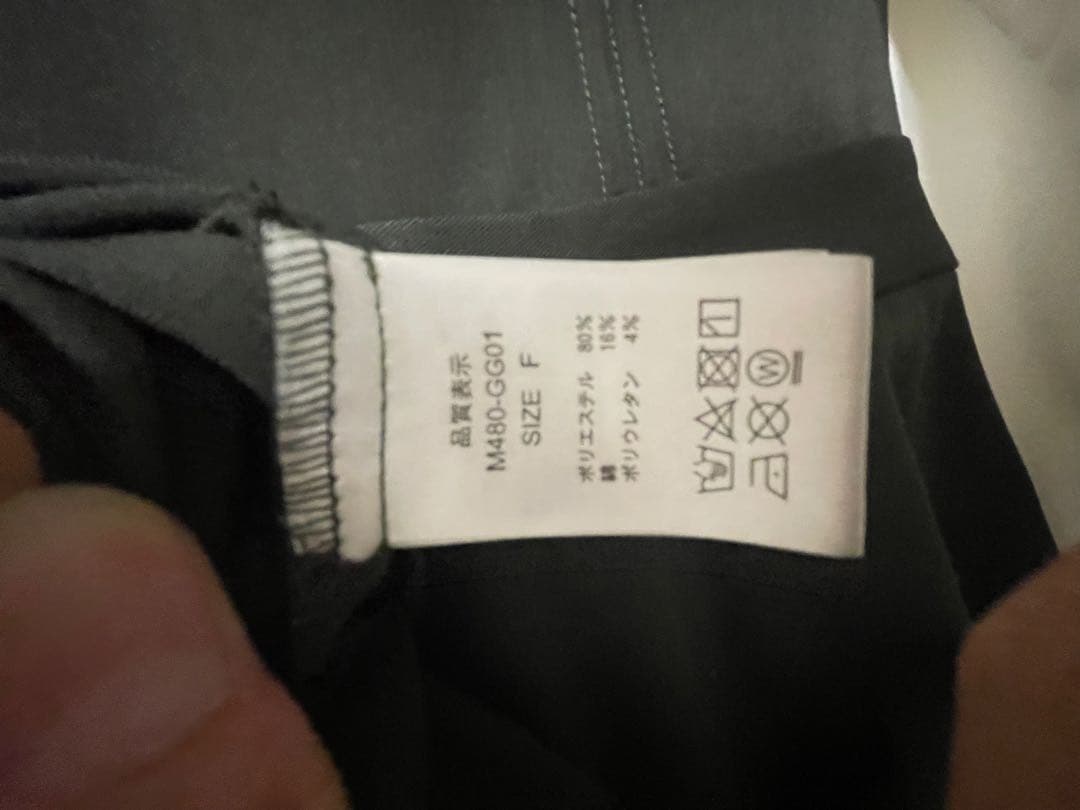 品質表示
M480-GG01
SIZE F
ポリエステル 80%
綿 16%
ポリウレタン 4%
W